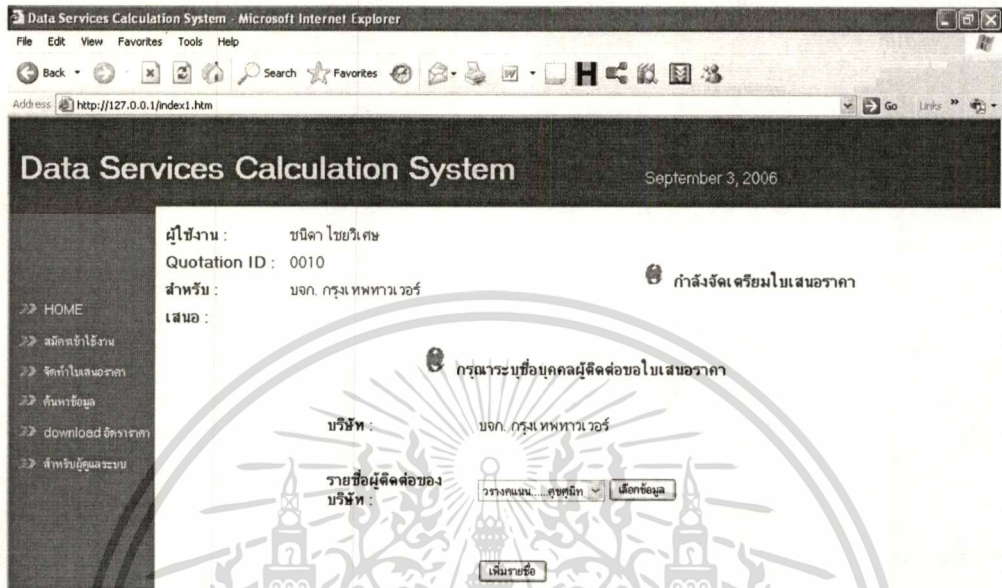 Data Services Calculation System - Microsoft Internet Explorer
File Edit View Favorites Tools Help
Back Search Favorites
Address http://127.0.0.1/index1.htm Go Links »
Data Services Calculation System
September 3, 2006
ผู้ใช้งาน : ชนิดา ไชยวิเศษ
Quotation ID : 0010
สำหรับ : บจก. กรุงเทพทาวเวอร์
กำลังจัดเตรียมใบเสนอราคา
เสนอ :
HOME
สมัครเข้าใช้งาน
จัดทำใบเสนอราคา
ค้นหาข้อมูล
download อัตราราคา
สำหรับผู้ดูแลระบบ
กรุณาระบุชื่อบุคคลผู้ติดต่อขอใบเสนอราคา
บริษัท : บจก. กรุงเทพทาวเวอร์
รายชื่อผู้ติดต่อของ
บริษัท :
เลือกข้อมูล
เพิ่มรายชื่อ